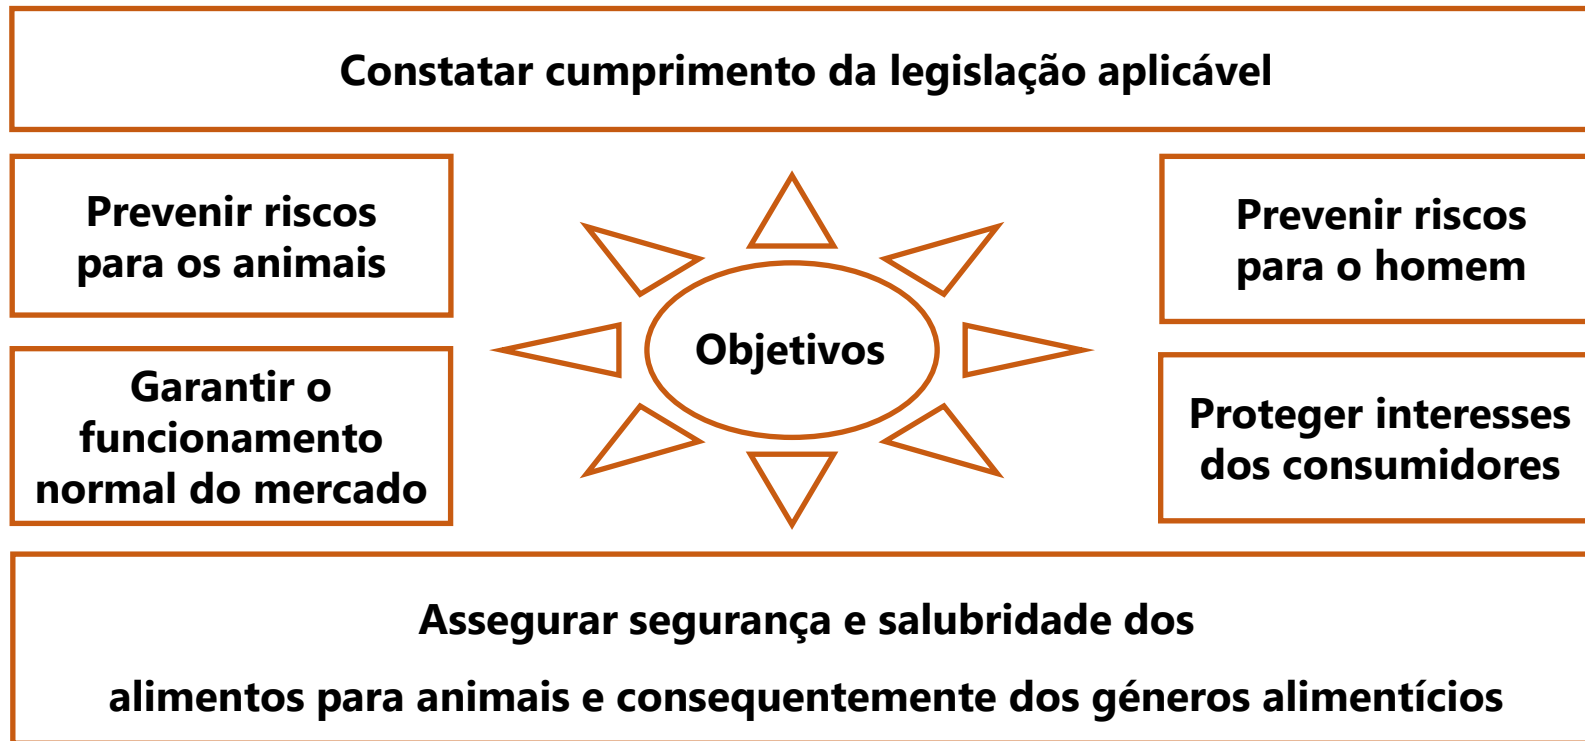 Constatar cumprimento da legislação aplicável
Prevenir riscos
para os animais
Prevenir riscos
para o homem
Objetivos
Garantir o
funcionamento
normal do mercado
Proteger interesses
dos consumidores
Assegurar segurança e salubridade dos
alimentos para animais e consequentemente dos géneros alimentícios